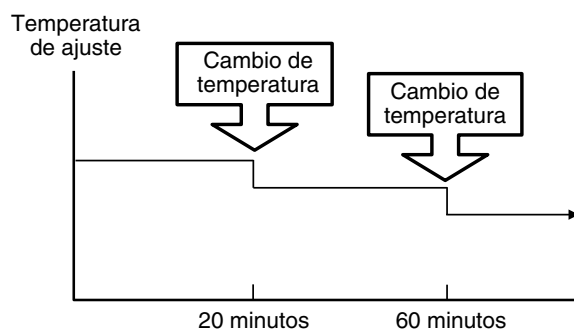 Temperatura
de ajuste
Cambio de
temperatura
Cambio de
temperatura
20 minutos
60 minutos